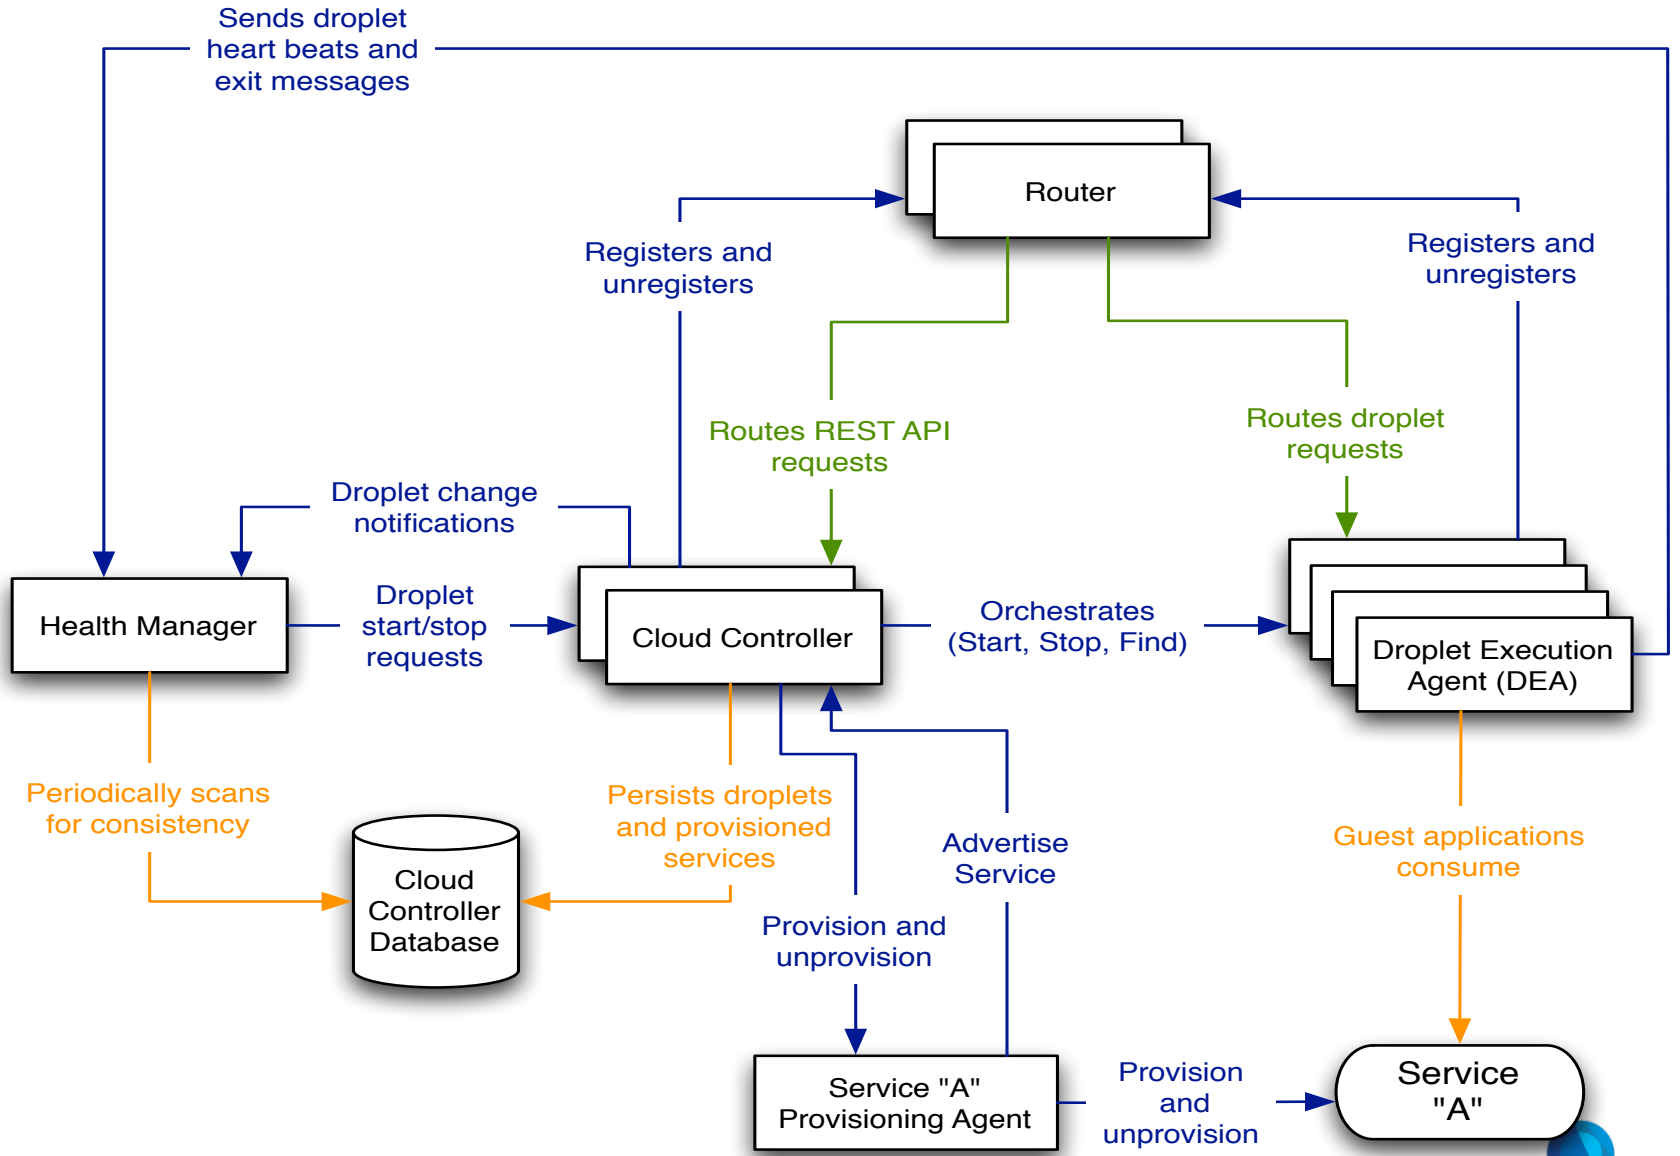 Sends droplet
heart beats and
exit messages
Router
Registers and
unregisters
Registers and
unregisters
Routes REST API
requests
Routes droplet
requests
Droplet change
notifications
Health Manager
Droplet
start/stop
requests
Cloud Controller
Orchestrates
(Start, Stop, Find)
Droplet Execution
Agent (DEA)
Periodically scans
for consistency
Persists droplets
and provisioned
services
Cloud
Controller
Database
Advertise
Service
Guest applications
consume
Provision and
unprovision
Service "A"
Provisioning Agent
Provision
and
unprovision
Service
"A"